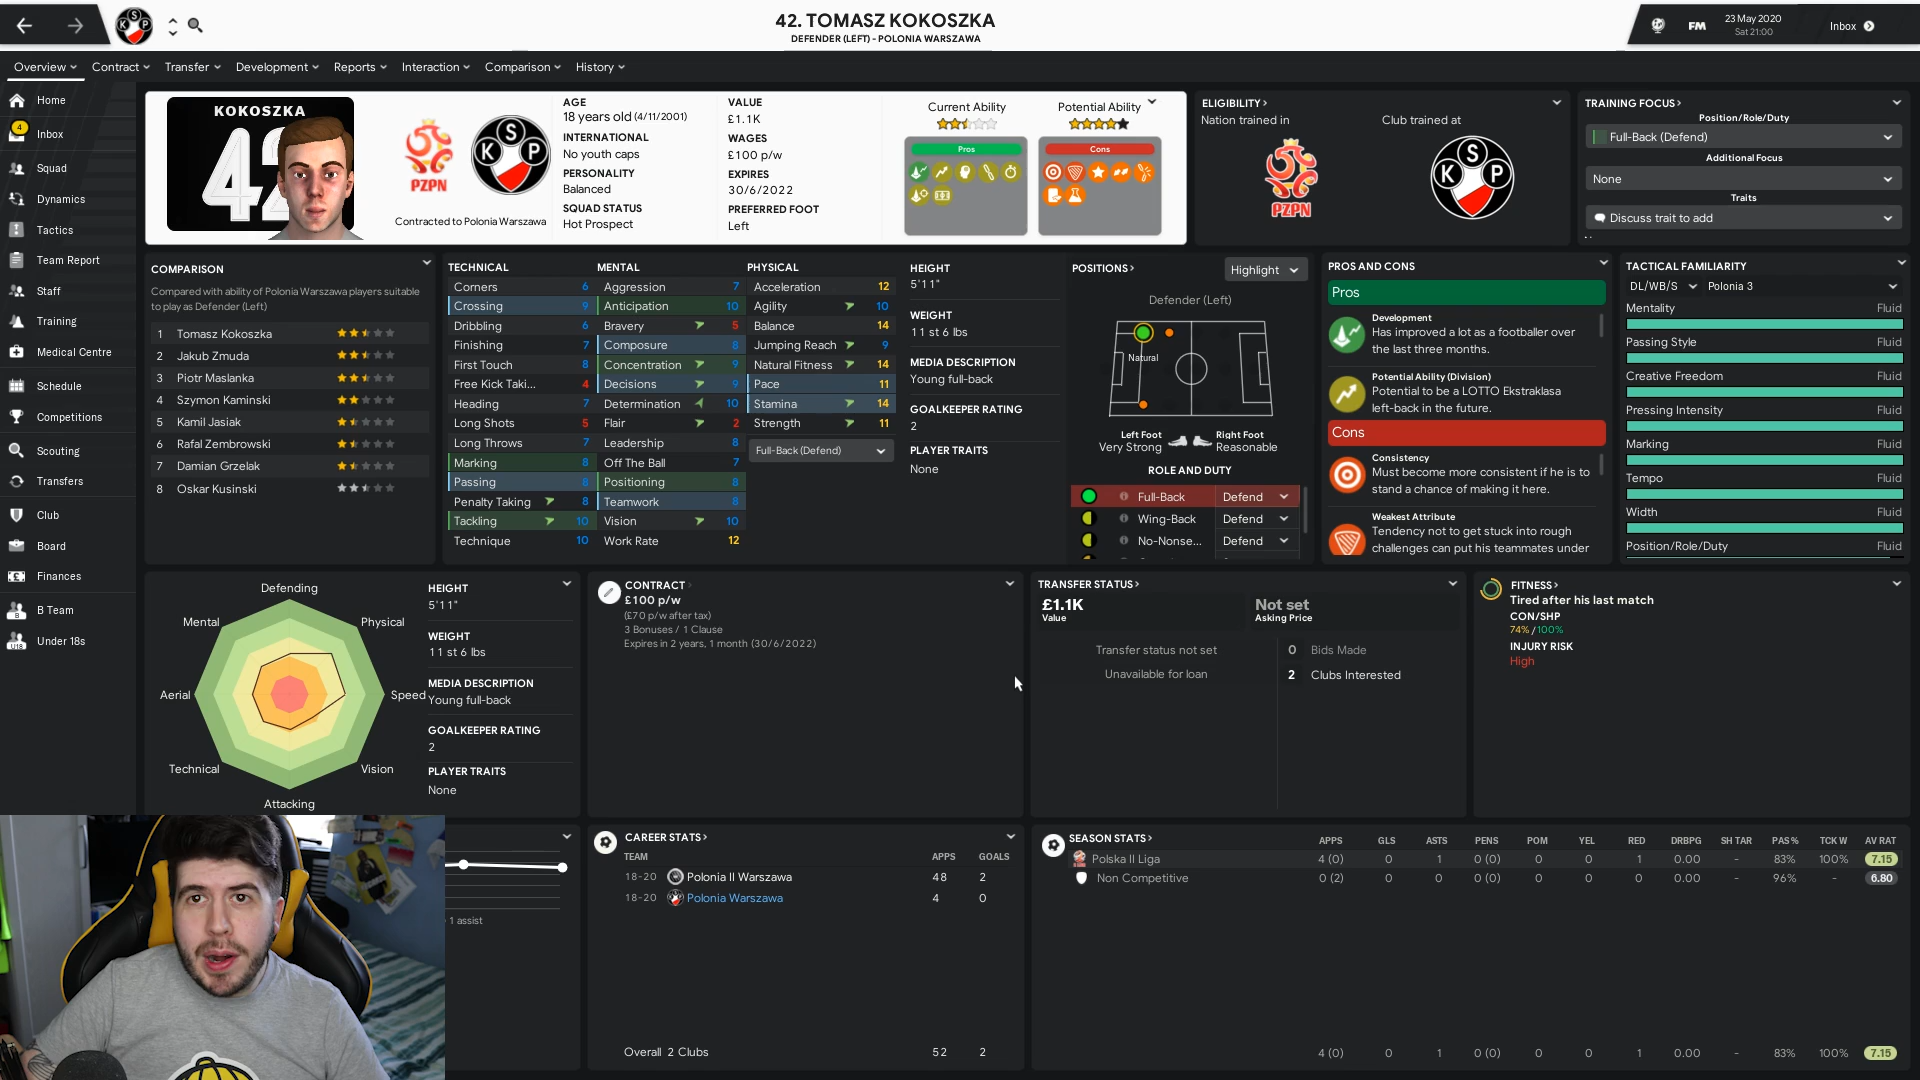 42. TOMASZ KOKOSZKA
DEFENDER (LEFT) - POLONIA WARSZAWA
FM
23 May 2020
Sat 21:00
Inbox
Overview
Contract
Transfer
Development
Reports
Interaction
Comparison
History
Home
4
Inbox
Squad
Dynamics
Tactics
Team Report
Staff
Training
Medical Centre
Schedule
Competitions
Scouting
Transfers
Club
Board
Finances
B Team
Under 18s
KOKOSZKA
42
PZPN
KSP
Contracted to Polonia Warszawa
AGE
18 years old (4/11/2001)
INTERNATIONAL
No youth caps
PERSONALITY
Balanced
SQUAD STATUS
Hot Prospect
VALUE
£1.1K
WAGES
£100 p/w
EXPIRES
30/6/2022
PREFERRED FOOT
Left
Current Ability
Pros
Potential Ability
Cons
ELIGIBILITY
Nation trained in
PZPN
Club trained at
KSP
TRAINING FOCUS
Position/Role/Duty
Full-Back (Defend)
Additional Focus
None
Traits
Discuss trait to add
COMPARISON
Compared with ability of Polonia Warszawa players suitable
to play as Defender (Left)
1 Tomasz Kokoszka
2 Jakub Zmuda
3 Piotr Maslanka
4 Szymon Kaminski
5 Kamil Jasiak
6 Rafal Zembrowski
7 Damian Grzelak
8 Oskar Kusinski
TECHNICAL
Corners 6
Crossing 9
Dribbling 6
Finishing 7
First Touch 8
Free Kick Taki... 4
Heading 7
Long Shots 5
Long Throws 7
Marking 8
Passing 8
Penalty Taking 8
Tackling 10
Technique 10
MENTAL
Aggression 7
Anticipation 10
Bravery 5
Composure 8
Concentration 9
Decisions 9
Determination 10
Flair 2
Leadership 8
Off The Ball 7
Positioning 8
Teamwork 8
Vision 10
Work Rate 12
PHYSICAL
Acceleration 12
Agility 10
Balance 14
Jumping Reach 9
Natural Fitness 14
Pace 11
Stamina 14
Strength 11
Full-Back (Defend)
HEIGHT
5'11"
WEIGHT
11 st 6 lbs
MEDIA DESCRIPTION
Young full-back
GOALKEEPER RATING
2
PLAYER TRAITS
None
POSITIONS
Highlight
Defender (Left)
Natural
Left Foot
Very Strong
Right Foot
Reasonable
ROLE AND DUTY
Full-Back Defend
Wing-Back Defend
No-Nonse... Defend
PROS AND CONS
Pros
Development
Has improved a lot as a footballer over
the last three months.
Potential Ability (Division)
Potential to be a LOTTO Ekstraklasa
left-back in the future.
Cons
Consistency
Must become more consistent if he is to
stand a chance of making it here.
Weakest Attribute
Tendency not to get stuck into rough
challenges can put his teammates under
TACTICAL FAMILIARITY
DL/WB/S Polonia 3
Mentality Fluid
Passing Style Fluid
Creative Freedom Fluid
Pressing Intensity Fluid
Marking Fluid
Tempo Fluid
Width Fluid
Position/Role/Duty Fluid
Defending
Physical
Speed
Vision
Attacking
Technical
Aerial
Mental
HEIGHT
5'11"
WEIGHT
11 st 6 lbs
MEDIA DESCRIPTION
Young full-back
GOALKEEPER RATING
2
PLAYER TRAITS
None
CONTRACT
£100 p/w
(£70 p/w after tax)
3 Bonuses / 1 Clause
Expires in 2 years, 1 month (30/6/2022)
TRANSFER STATUS
£1.1K
Value
Not set
Asking Price
Transfer status not set
Unavailable for loan
0 Bids Made
2 Clubs Interested
FITNESS
Tired after his last match
CON/SHP
74% / 100%
INJURY RISK
High
1 assist
CAREER STATS
TEAM APPS GOALS
18-20 Polonia II Warszawa 48 2
18-20 Polonia Warszawa 4 0
Overall 2 Clubs 52 2
SEASON STATS
APPS GLS ASTS PENS POM YEL RED DRBPG SH TAR PAS% TCK W AV RAT
Polska II Liga 4 (0) 0 1 0 (0) 0 0 1 0.00 - 83% 100% 7.15
Non Competitive 0 (2) 0 0 0 (0) 0 0 0 0.00 - 96% - 6.80
4 (0) 0 1 0 (0) 0 0 1 0.00 - 83% 100% 7.15